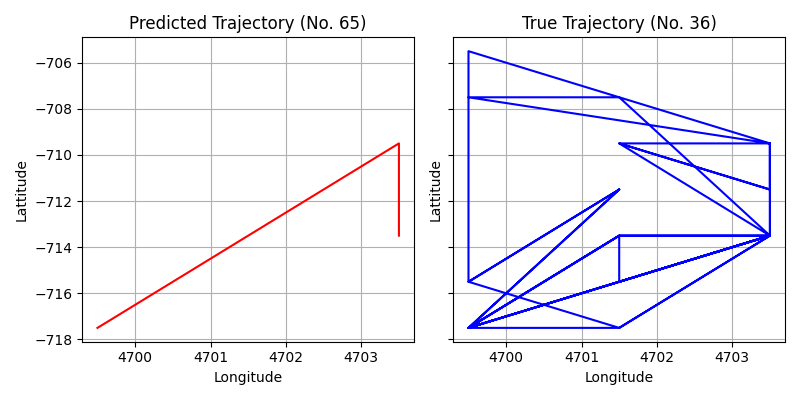 Predicted Trajectory (No. 65)
True Trajectory (No. 36)
−706
−708
−710
−712
−714
−716
−718
Lattitude
Lattitude
4700 4701 4702 4703
4700 4701 4702 4703
Longitude
Longitude